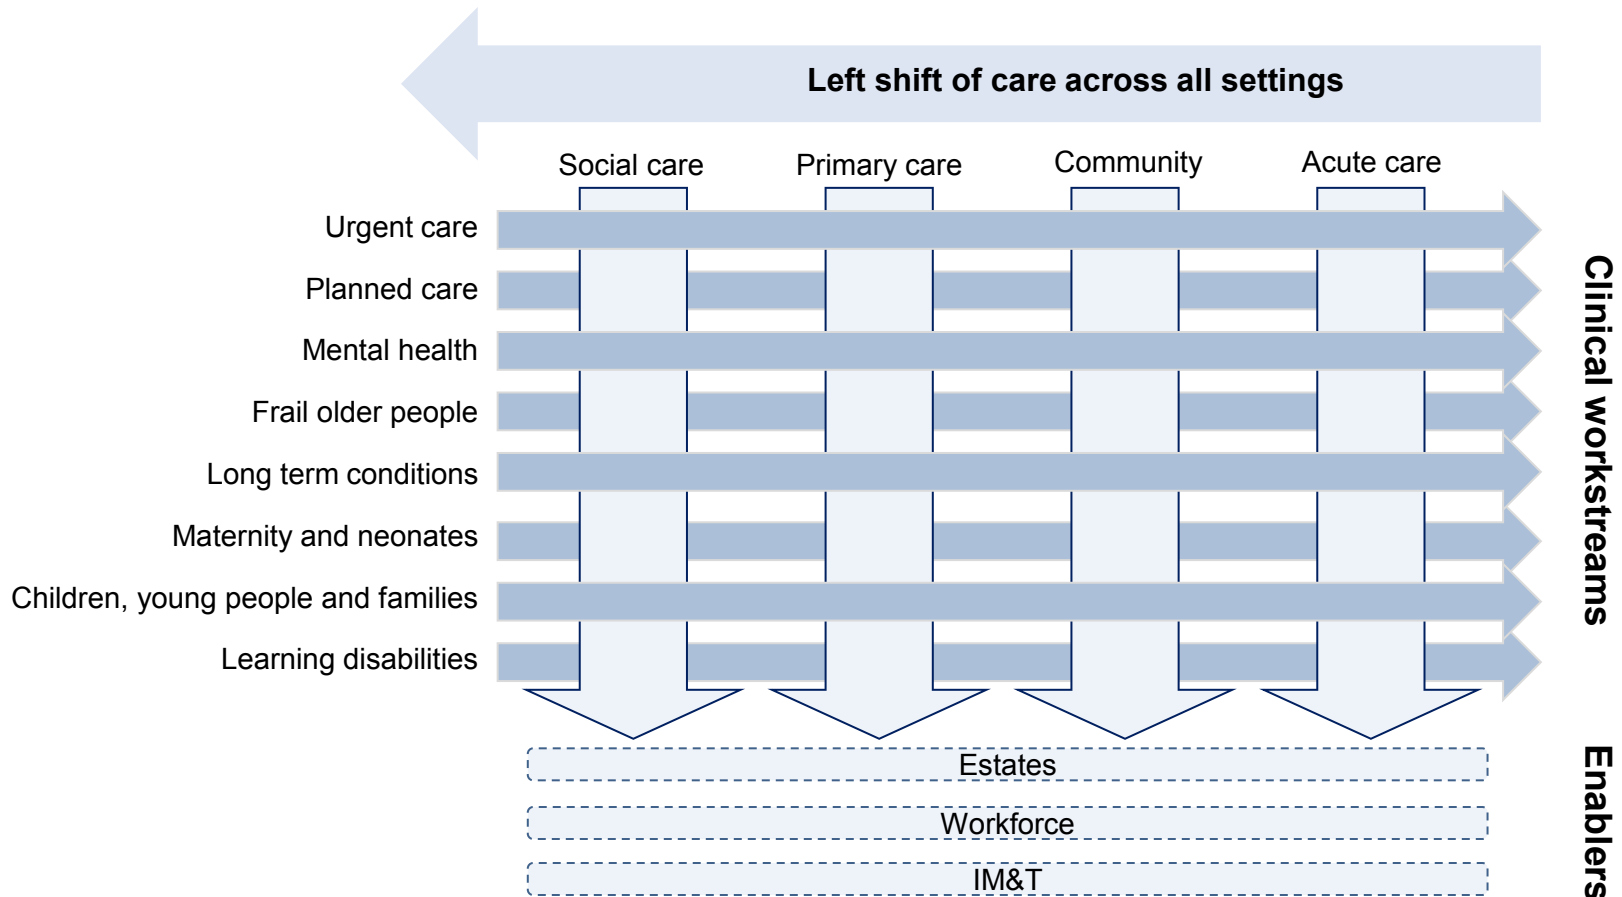 Left shift of care across all settings
Social care
Primary care
Community
Acute care
Urgent care
Planned care
Mental health
Frail older people
Long term conditions
Maternity and neonates
Children, young people and families
Learning disabilities
Clinical workstreams
Estates
Workforce
IM&T
Enablers